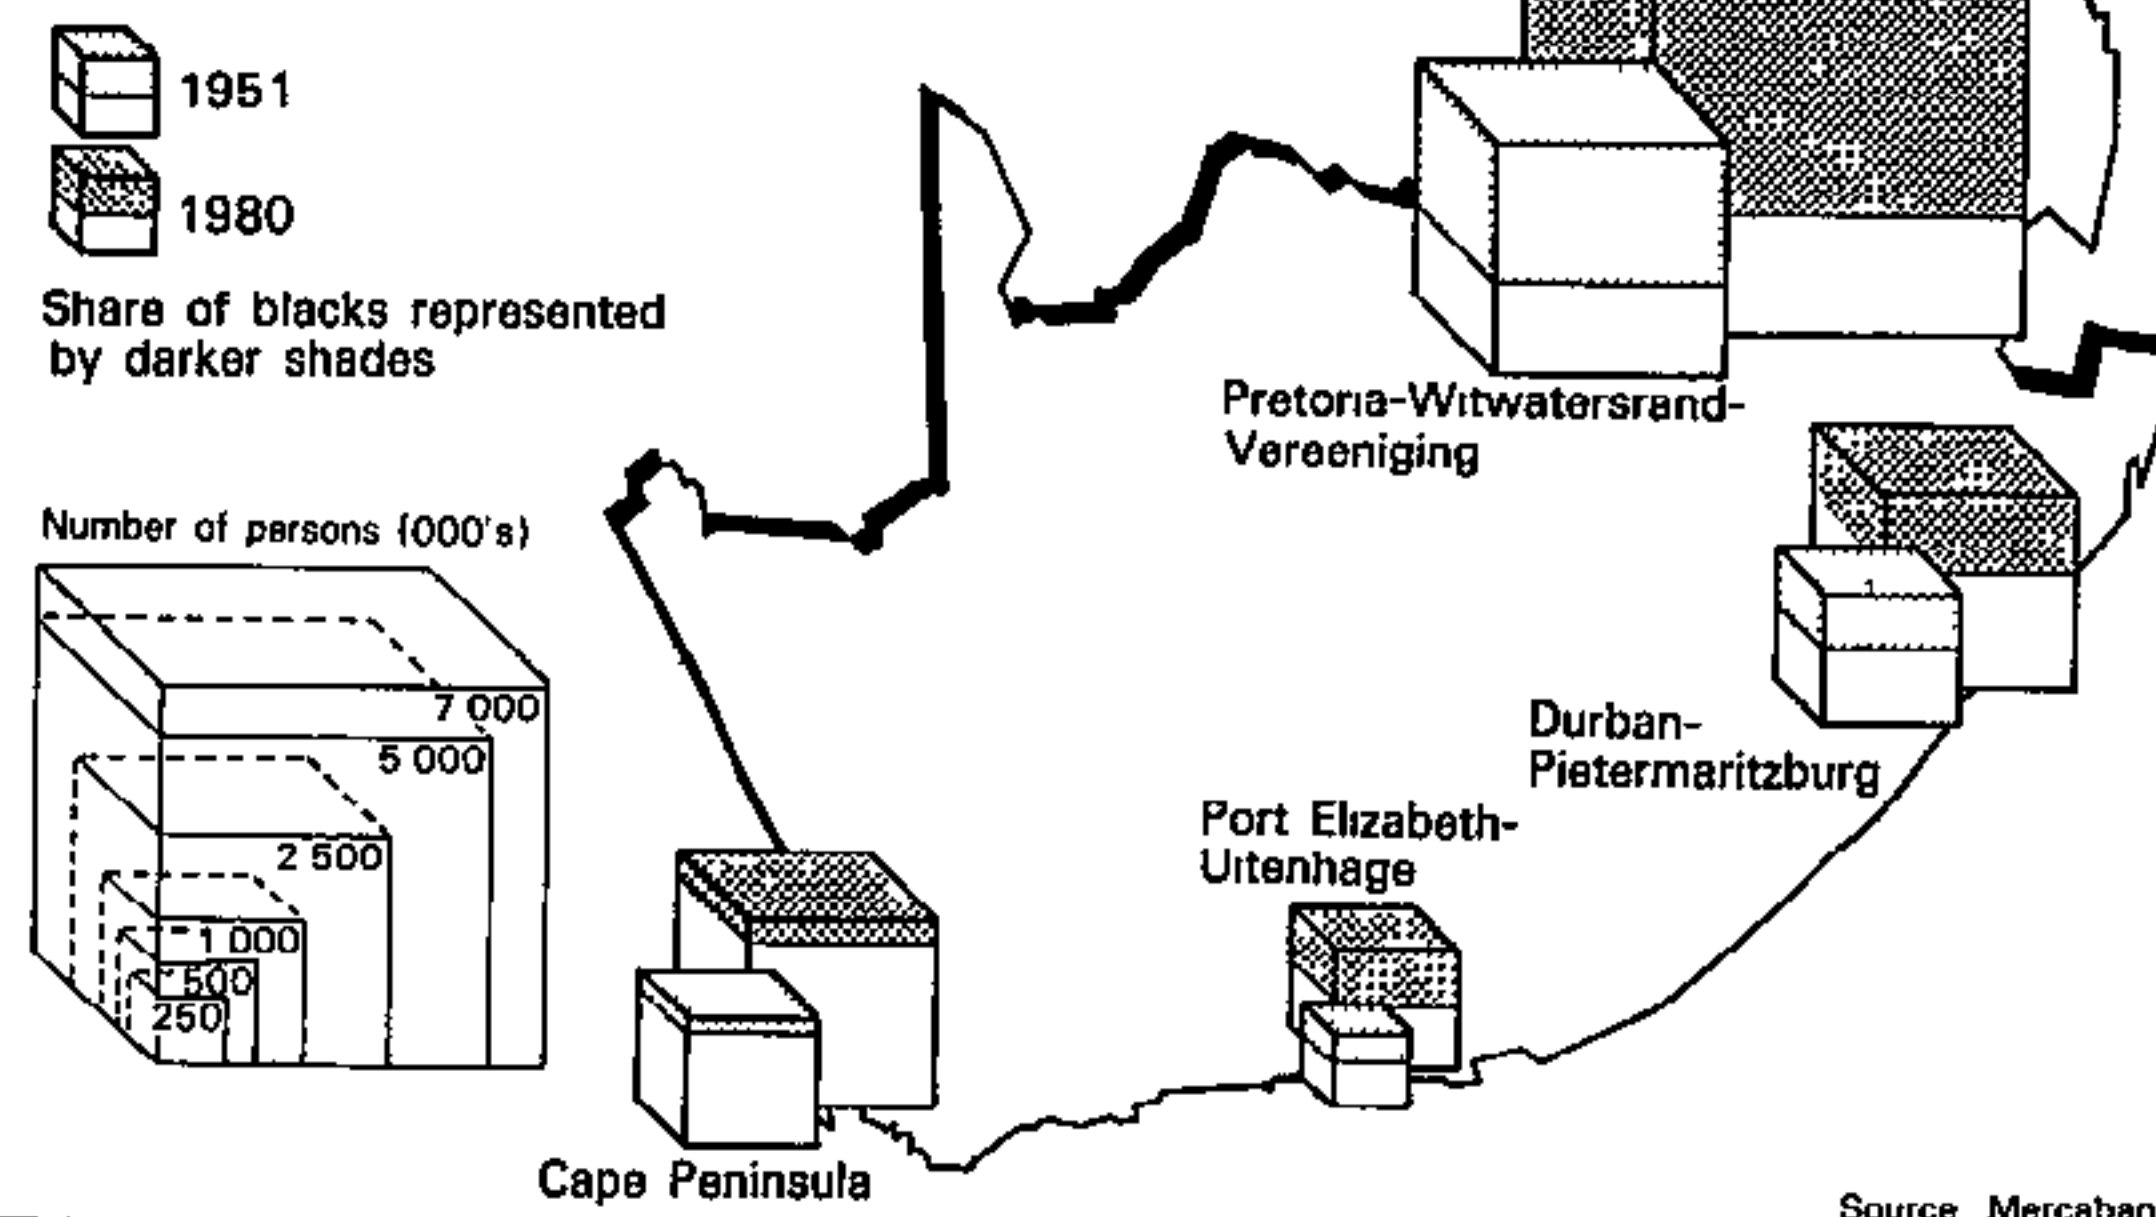 1951
1980
Share of blacks represented
by darker shades
Number of persons (000's)
7 000
5 000
2 500
1 000
500
250
Pretoria-Witwatersrand-
Vereeniging
Durban-
Pietermaritzburg
Port Elizabeth-
Uitenhage
Cape Peninsula
Source